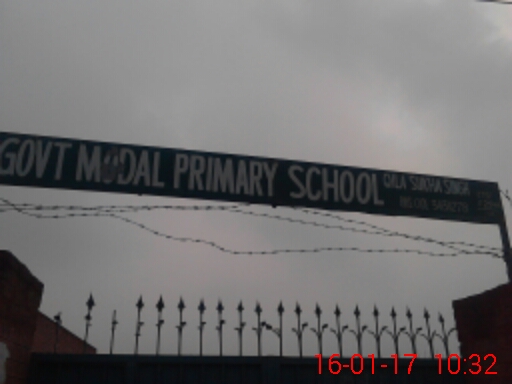 GOVT MODAL PRIMARY SCHOOL
QILA SUKHA SINGH
16-01-17 10:32